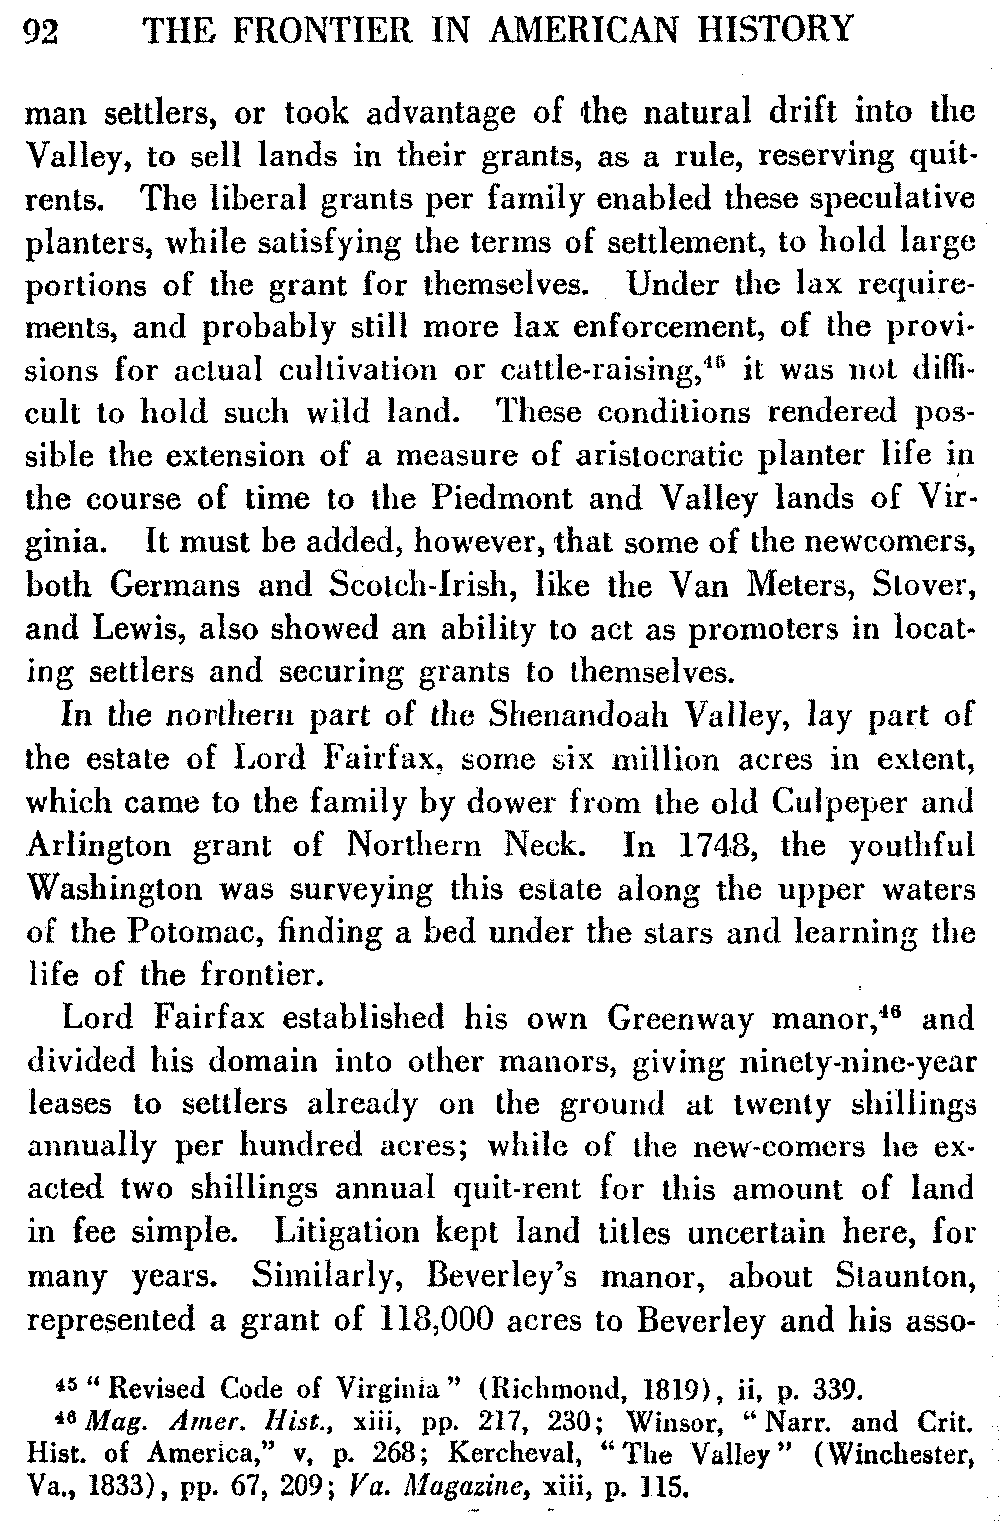 92 THE FRONTIER IN AMERICAN HISTORY
man settlers, or took advantage of the natural drift into the
Valley, to sell lands in their grants, as a rule, reserving quit-
rents. The liberal grants per family enabled these speculative
planters, while satisfying the terms of settlement, to hold large
portions of the grant for themselves. Under the lax require-
ments, and probably still more lax enforcement, of the provi-
sions for actual cultivation or cattle-raising,⁴⁵ it was not diffi-
cult to hold such wild land. These conditions rendered pos-
sible the extension of a measure of aristocratic planter life in
the course of time to the Piedmont and Valley lands of Vir-
ginia. It must be added, however, that some of the newcomers,
both Germans and Scotch-Irish, like the Van Meters, Stover,
and Lewis, also showed an ability to act as promoters in locat-
ing settlers and securing grants to themselves.
In the northern part of the Shenandoah Valley, lay part of
the estate of Lord Fairfax, some six million acres in extent,
which came to the family by dower from the old Culpeper and
Arlington grant of Northern Neck. In 1748, the youthful
Washington was surveying this estate along the upper waters
of the Potomac, finding a bed under the stars and learning the
life of the frontier.
Lord Fairfax established his own Greenway manor,⁴⁶ and
divided his domain into other manors, giving ninety-nine-year
leases to settlers already on the ground at twenty shillings
annually per hundred acres; while of the new-comers he ex-
acted two shillings annual quit-rent for this amount of land
in fee simple. Litigation kept land titles uncertain here, for
many years. Similarly, Beverley's manor, about Staunton,
represented a grant of 118,000 acres to Beverley and his asso-
⁴⁵ "Revised Code of Virginia" (Richmond, 1819), ii, p. 339.
⁴⁶ Mag. Amer. Hist., xiii, pp. 217, 230; Winsor, "Narr. and Crit.
Hist. of America," v, p. 268; Kercheval, "The Valley" (Winchester,
Va., 1833), pp. 67, 209; Va. Magazine, xiii, p. 115.